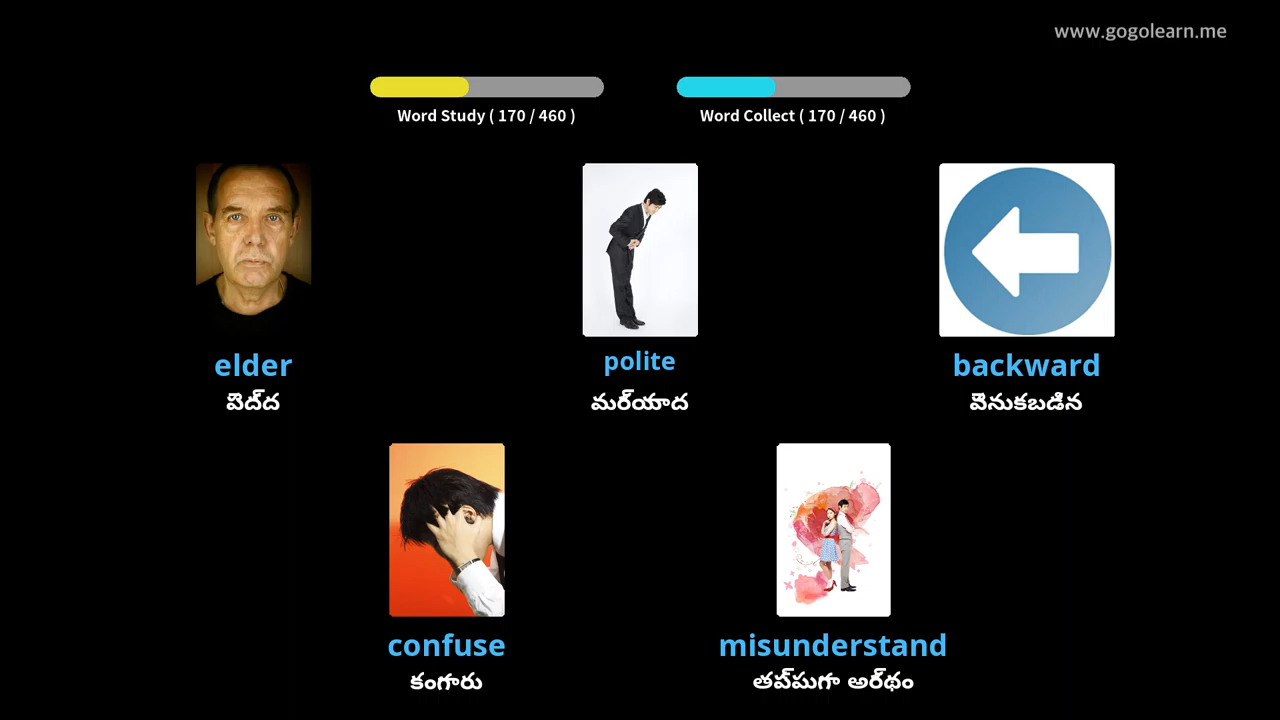 www.gogolearn.me
Word Study ( 170 / 460 )
Word Collect ( 170 / 460 )
elder
polite
backward
పెద్ద
మర్యాద
వెనుకబడిన
confuse
misunderstand
కంగారు
తప్పుగా అర్థం